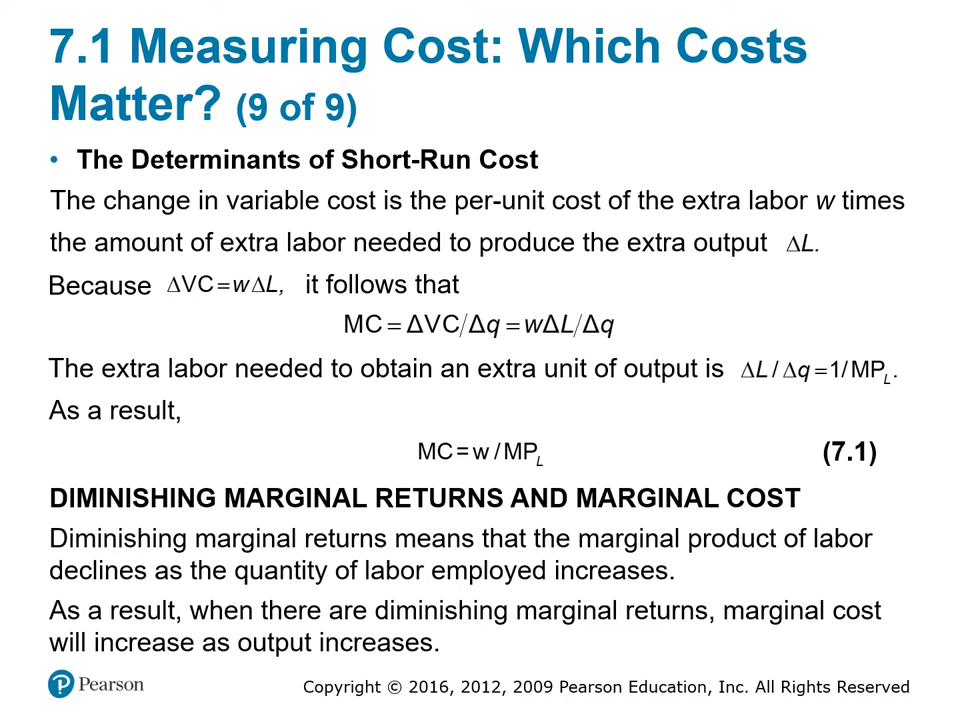 7.1 Measuring Cost: Which Costs
Matter? (9 of 9)
• The Determinants of Short-Run Cost
The change in variable cost is the per-unit cost of the extra labor w times
the amount of extra labor needed to produce the extra output ΔL.
Because ΔVC = wΔL, it follows that
MC = ΔVC/Δq = wΔL/Δq
The extra labor needed to obtain an extra unit of output is ΔL / Δq = 1/ MP_L.
As a result,
MC = w / MP_L (7.1)
DIMINISHING MARGINAL RETURNS AND MARGINAL COST
Diminishing marginal returns means that the marginal product of labor
declines as the quantity of labor employed increases.
As a result, when there are diminishing marginal returns, marginal cost
will increase as output increases.
Pearson Copyright © 2016, 2012, 2009 Pearson Education, Inc. All Rights Reserved